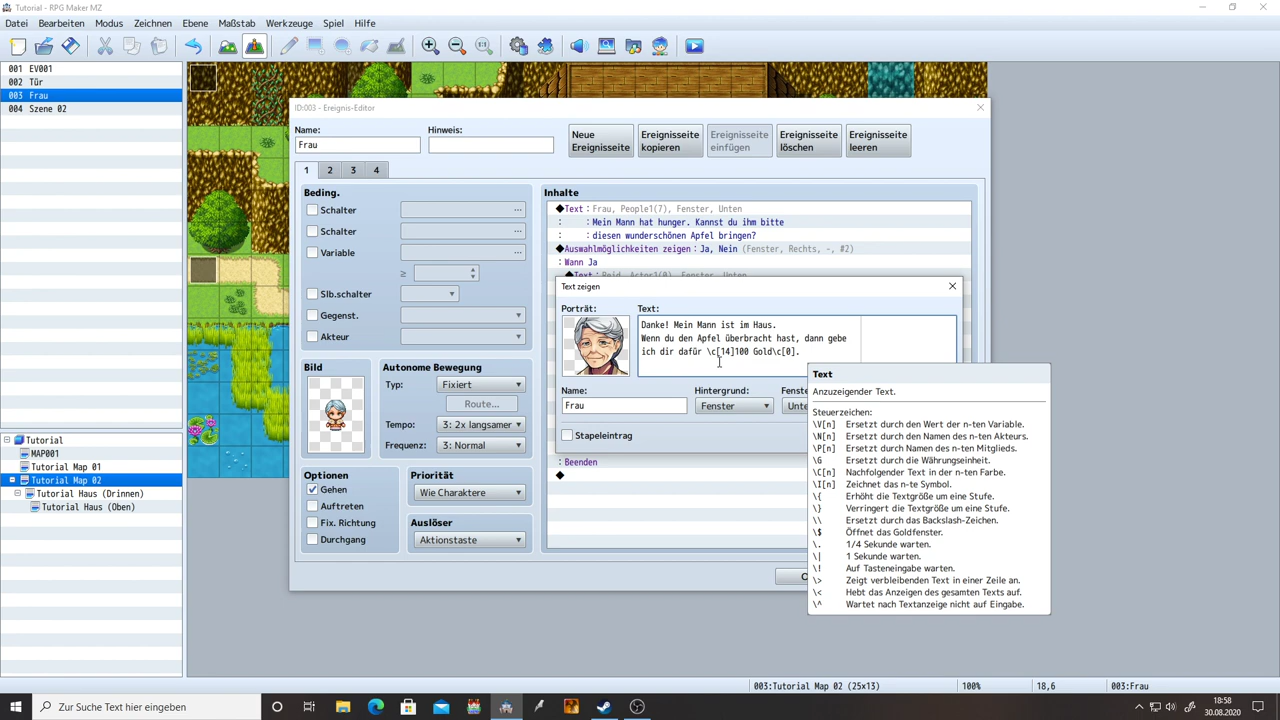 Tutorial - RPG Maker MZ
Datei Bearbeiten Modus Zeichnen Ebene Maßstab Werkzeuge Spiel Hilfe
001 EV001
002 Tür
003 Frau
004 Szene 02
ID:003 - Ereignis-Editor
Name:
Frau
Hinweis:
Neue Ereignisseite
Ereignisseite kopieren
Ereignisseite einfügen
Ereignisseite löschen
Ereignisseite leeren
1 2 3 4
Beding.
Schalter
Schalter
Variable
≥
Slb.schalter
Gegenst.
Akteur
Bild
Autonome Bewegung
Typ: Fixiert
Route...
Tempo: 3: 2x langsamer
Frequenz: 3: Normal
Optionen
Gehen
Auftreten
Fix. Richtung
Durchgang
Priorität
Wie Charaktere
Auslöser
Aktionstaste
Inhalte
◆Text：Frau, People1(7), Fenster, Unten
：　　：Mein Mann hat hunger. Kannst du ihm bitte
：　　：diesen wunderschönen Apfel bringen?
◆Auswahlmöglichkeiten zeigen：Ja, Nein (Fenster, Rechts, -, #2)
：Wann Ja
◆Text：Reid, Actor1(0), Fenster, Unten
Text zeigen
Porträt:
Text:
Danke! Mein Mann ist im Haus.
Wenn du den Apfel überbracht hast, dann gebe
ich dir dafür \c[14]100 Gold\c[0].
Name:
Frau
Hintergrund:
Fenster
Fenste
Unte
Stapeleintrag
：Beenden
◆
O
Text
Anzuzeigender Text.
Steuerzeichen:
\V[n] Ersetzt durch den Wert der n-ten Variable.
\N[n] Ersetzt durch den Namen des n-ten Akteurs.
\P[n] Ersetzt durch Namen des n-ten Mitglieds.
\G Ersetzt durch die Währungseinheit.
\C[n] Nachfolgender Text in der n-ten Farbe.
\I[n] Zeichnet das n-te Symbol.
\{ Erhöht die Textgröße um eine Stufe.
\} Verringert die Textgröße um eine Stufe.
\\ Ersetzt durch das Backslash-Zeichen.
\$ Öffnet das Goldfenster.
\. 1/4 Sekunde warten.
\| 1 Sekunde warten.
\! Auf Tasteneingabe warten.
\> Zeigt verbleibenden Text in einer Zeile an.
\< Hebt das Anzeigen des gesamten Texts auf.
\^ Wartet nach Textanzeige nicht auf Eingabe.
Tutorial
MAP001
Tutorial Map 01
Tutorial Map 02
Tutorial Haus (Drinnen)
Tutorial Haus (Oben)
003:Tutorial Map 02 (25x13) 100% 18,6 003:Frau
Zur Suche Text hier eingeben
18:58
30.08.2020